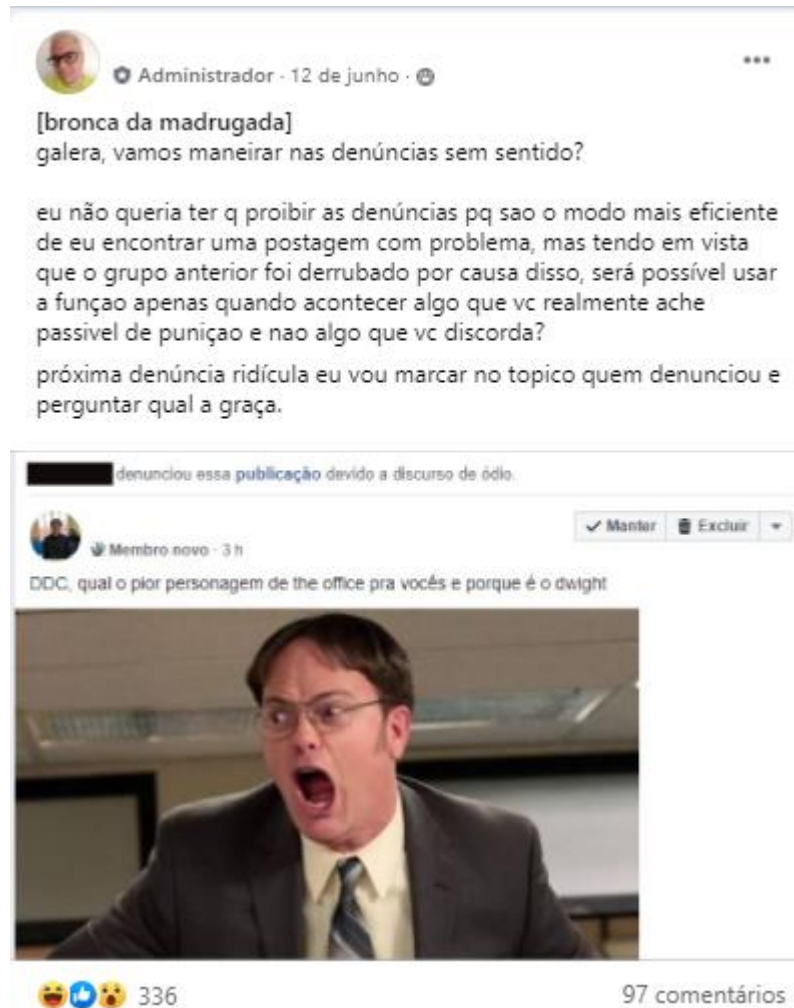 Administrador · 12 de junho ·
[bronca da madrugada]
galera, vamos maneirar nas denúncias sem sentido?
eu não queria ter q proibir as denúncias pq sao o modo mais eficiente
de eu encontrar uma postagem com problema, mas tendo em vista
que o grupo anterior foi derrubado por causa disso, será possível usar
a funçao apenas quando acontecer algo que vc realmente ache
passivel de puniçao e nao algo que vc discorda?
próxima denúncia ridícula eu vou marcar no topico quem denunciou e
perguntar qual a graça.
denunciou essa publicação devido a discurso de ódio.
Manter Excluir
Membro novo · 3 h
DDC, qual o pior personagem de the office pra vocês e porque é o dwight
336 97 comentários